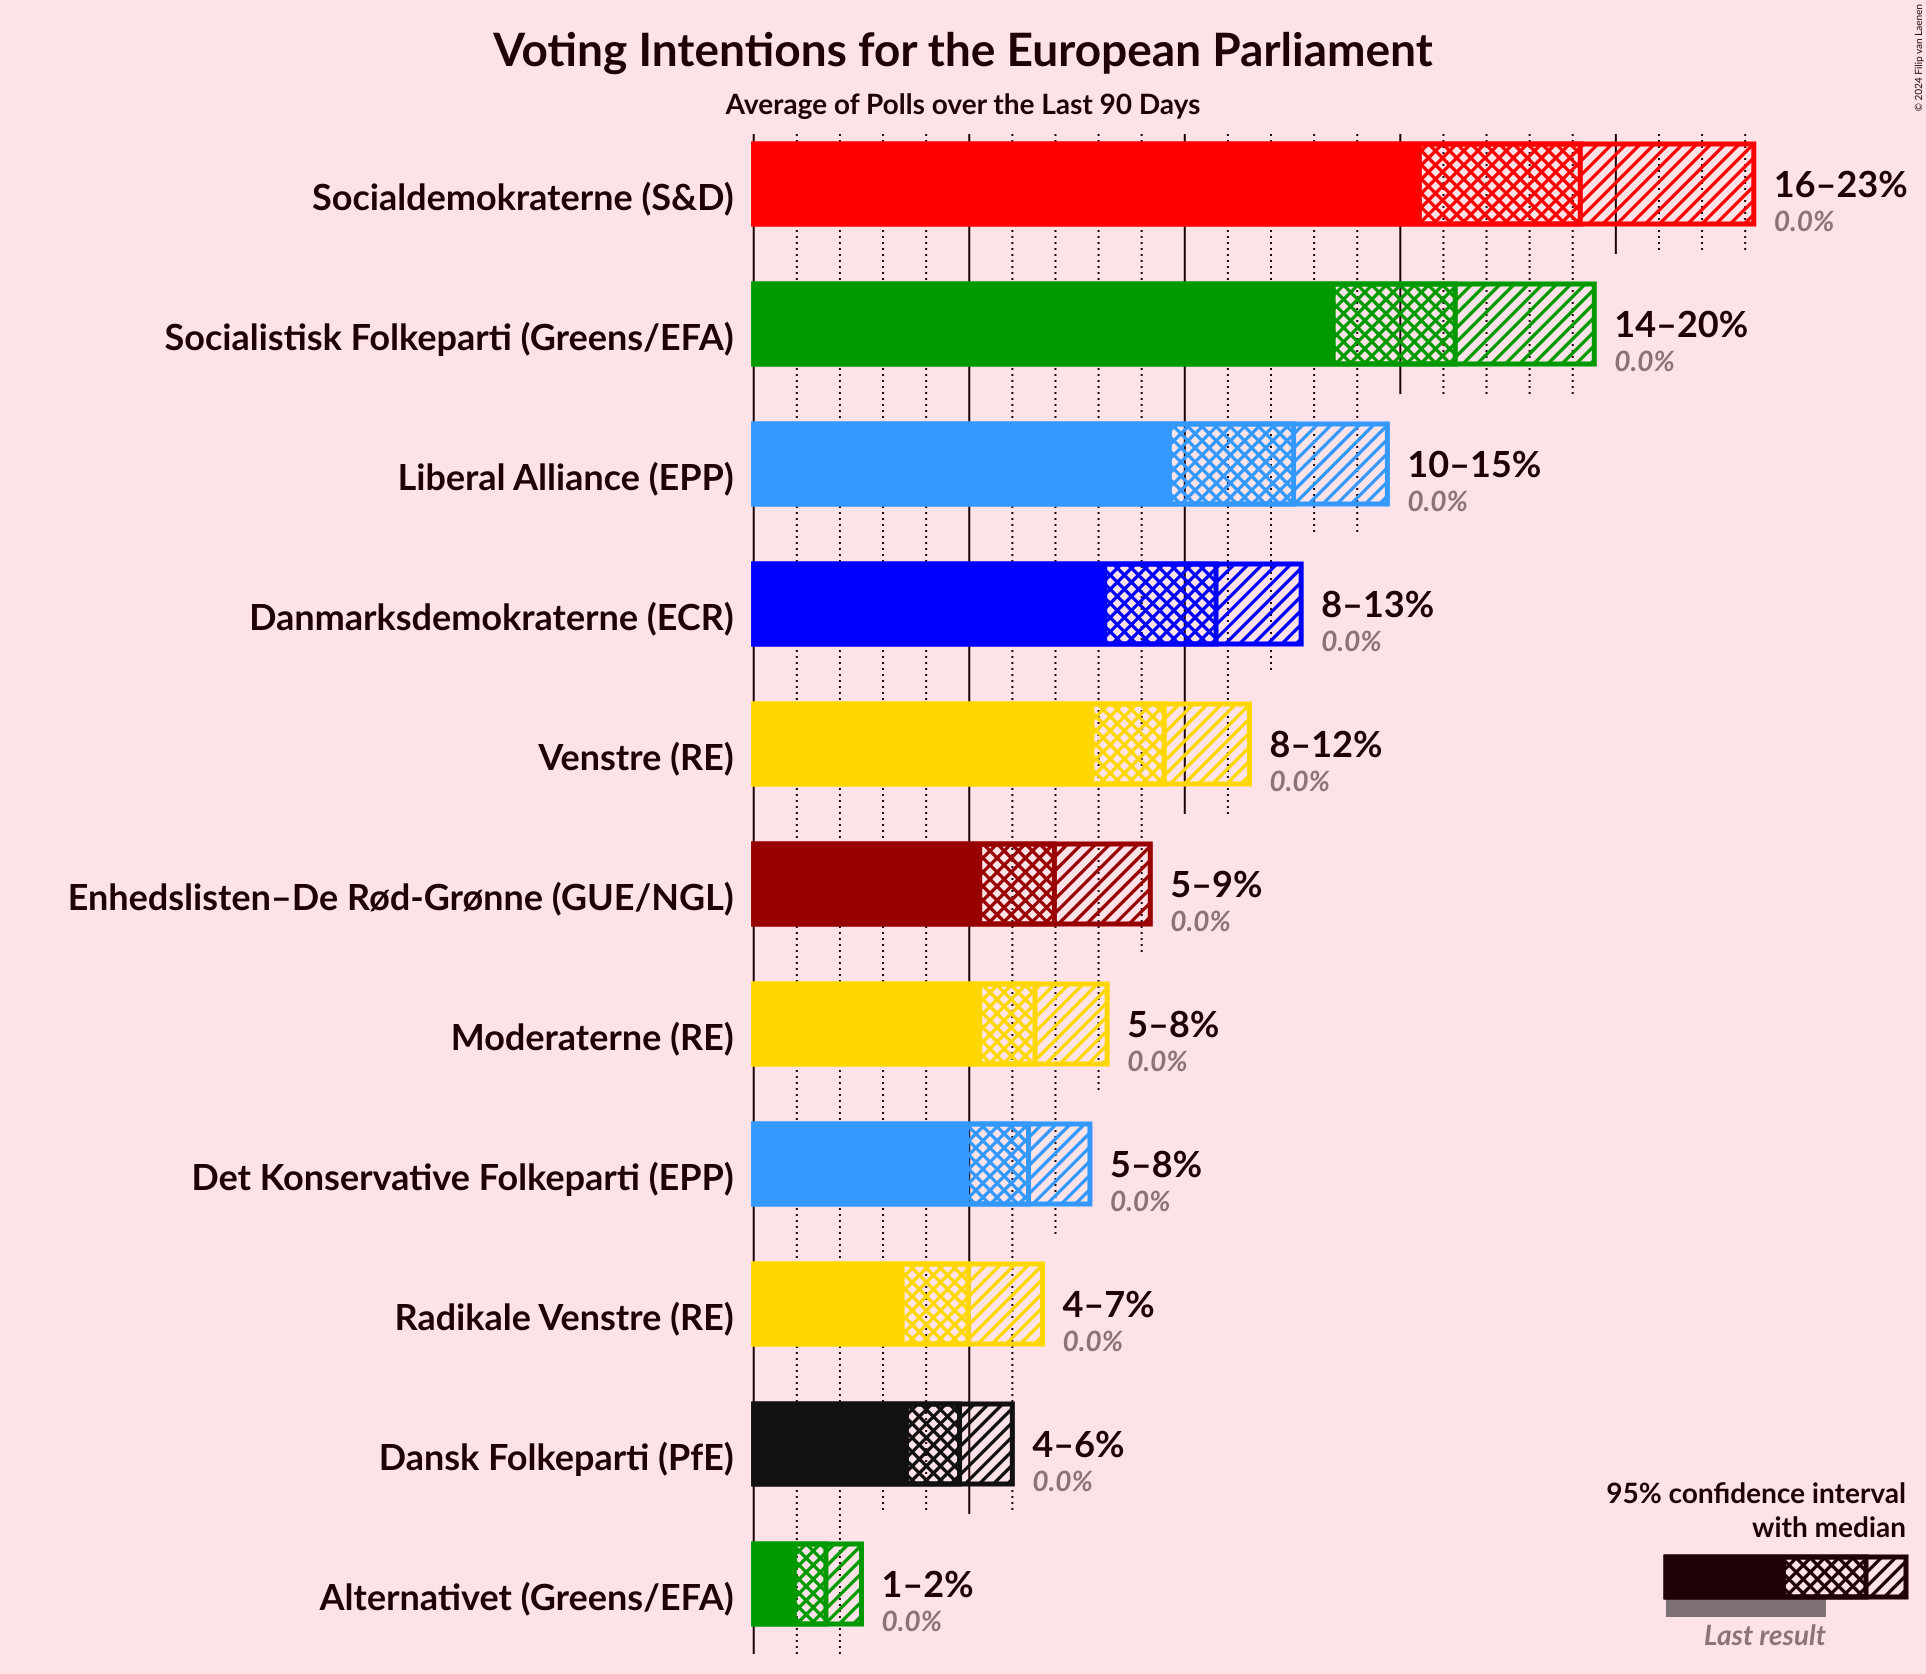 Voting Intentions for the European Parliament
Average of Polls over the Last 90 Days
© 2024 Filip van Laenen
Socialdemokraterne (S&D)
16–23%
0.0%
Socialistisk Folkeparti (Greens/EFA)
14–20%
0.0%
Liberal Alliance (EPP)
10–15%
0.0%
Danmarksdemokraterne (ECR)
8–13%
0.0%
Venstre (RE)
8–12%
0.0%
Enhedslisten–De Rød-Grønne (GUE/NGL)
5–9%
0.0%
Moderaterne (RE)
5–8%
0.0%
Det Konservative Folkeparti (EPP)
5–8%
0.0%
Radikale Venstre (RE)
4–7%
0.0%
Dansk Folkeparti (PfE)
4–6%
0.0%
Alternativet (Greens/EFA)
1–2%
0.0%
95% confidence interval
with median
Last result